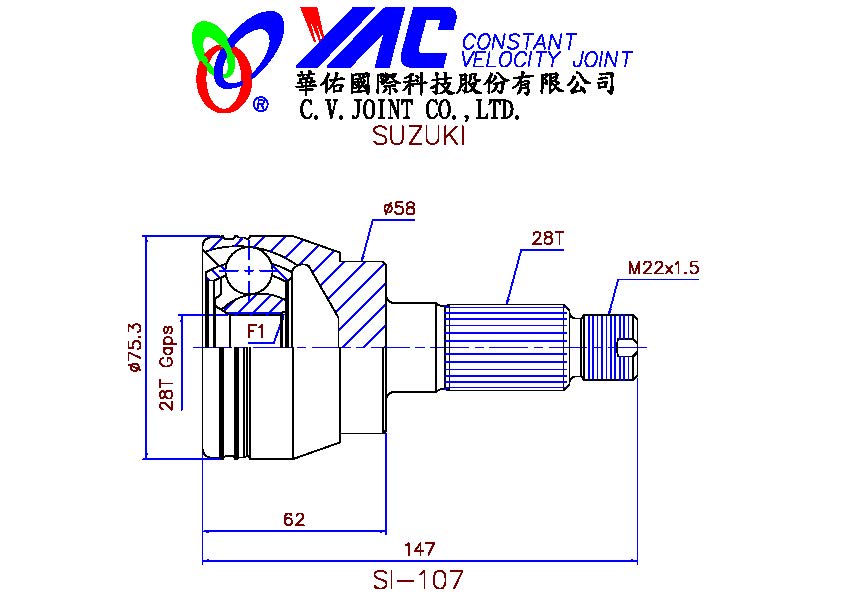 YAC CONSTANT
VELOCITY JOINT
華佑國際科技股份有限公司
® C.V.JOINT CO.,LTD.
SUZUKI
ø58
28T
M22x1.5
ø75.3
28T Gaps
F1
62
147
SI-107